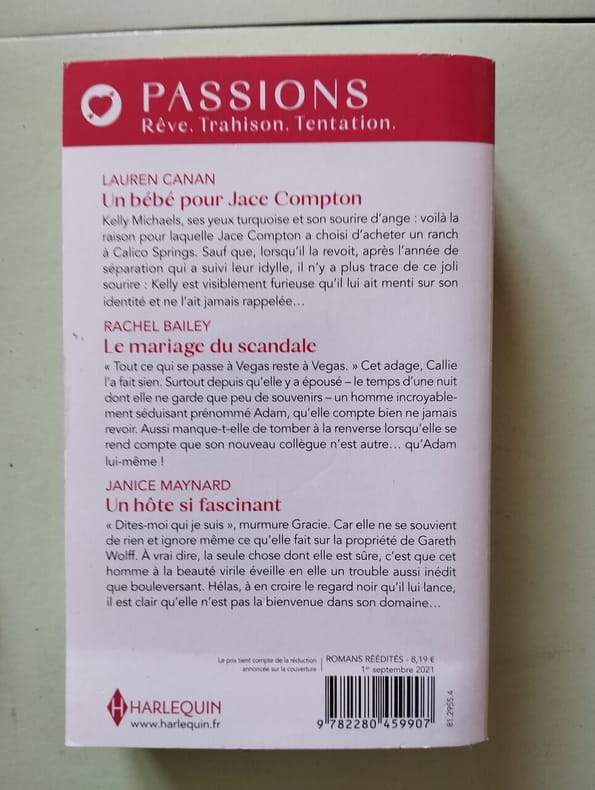 PASSIONS
Rêve. Trahison. Tentation.
LAUREN CANAN
Un bébé pour Jace Compton
Kelly Michaels, ses yeux turquoise et son sourire d'ange : voilà la
raison pour laquelle Jace Compton a choisi d'acheter un ranch
à Calico Springs. Sauf que, lorsqu'il la revoit, après l'année de
séparation qui a suivi leur idylle, il n'y a plus trace de ce joli
sourire : Kelly est visiblement furieuse qu'il lui ait menti sur son
identité et ne l'ait jamais rappelée...
RACHEL BAILEY
Le mariage du scandale
« Tout ce qui se passe à Vegas reste à Vegas. » Cet adage, Callie
l'a fait sien. Surtout depuis qu'elle y a épousé – le temps d'une nuit
dont elle ne garde que peu de souvenirs – un homme incroyable-
ment séduisant prénommé Adam, qu'elle compte bien ne jamais
revoir. Aussi manque-t-elle de tomber à la renverse lorsqu'elle se
rend compte que son nouveau collègue n'est autre... qu'Adam
lui-même !
JANICE MAYNARD
Un hôte si fascinant
« Dites-moi qui je suis », murmure Gracie. Car elle ne se souvient
de rien et ignore même ce qu'elle fait sur la propriété de Gareth
Wolff. À vrai dire, la seule chose dont elle est sûre, c'est que cet
homme à la beauté virile éveille en elle un trouble aussi inédit
que bouleversant. Hélas, à en croire le regard noir qu'il lui lance,
il est clair qu'elle n'est pas la bienvenue dans son domaine...
Le prix tient compte de la réduction
annoncée sur la couverture
ROMANS RÉÉDITÉS - 8,19 €
1er septembre 2021
HARLEQUIN
www.harlequin.fr
9 782280 459907
81.2955.4